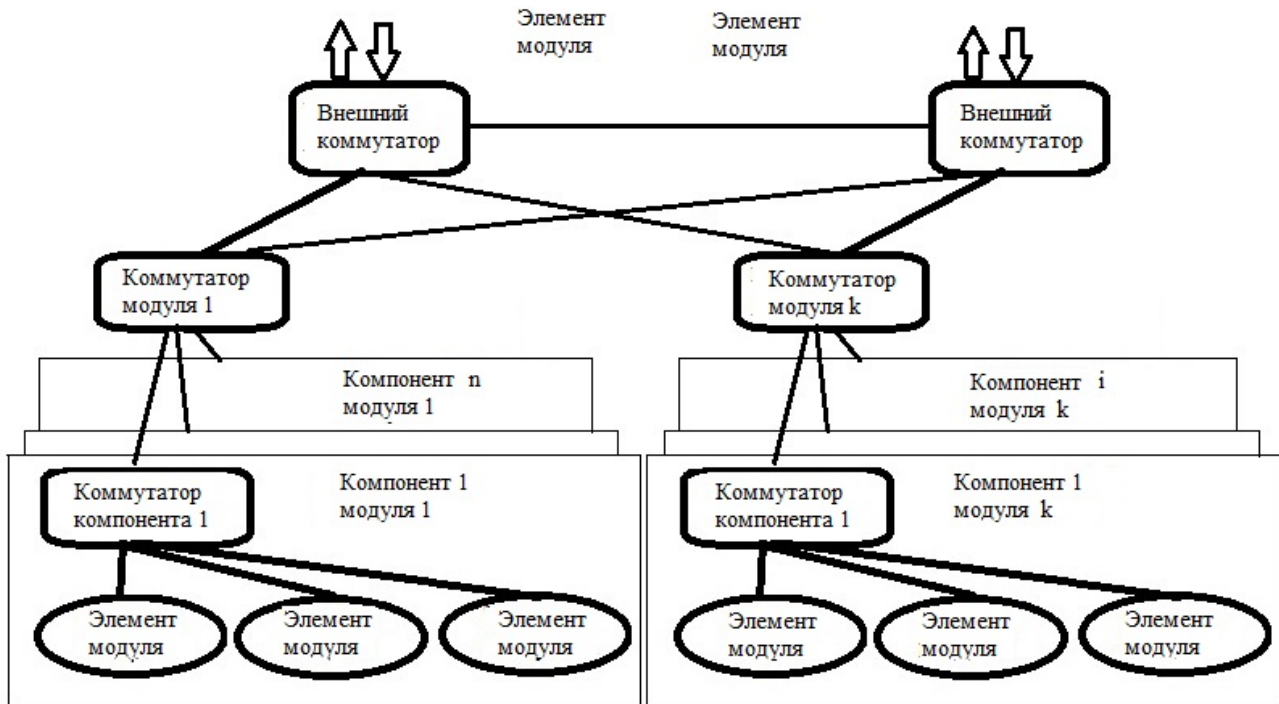 Элемент
модуля
Элемент
модуля
Внешний
коммутатор
Внешний
коммутатор
Коммутатор
модуля 1
Коммутатор
модуля k
Компонент n
модуля 1
Компонент i
модуля k
Коммутатор
компонента 1
Компонент 1
модуля 1
Коммутатор
компонента 1
Компонент 1
модуля k
Элемент
модуля
Элемент
модуля
Элемент
модуля
Элемент
модуля
Элемент
модуля
Элемент
модуля